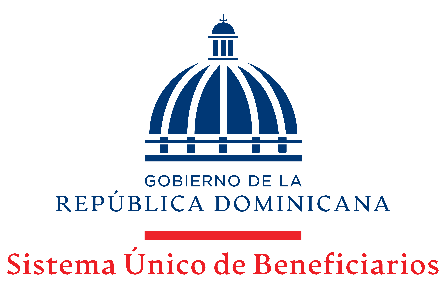 GOBIERNO DE LA
REPÚBLICA DOMINICANA
Sistema Único de Beneficiarios